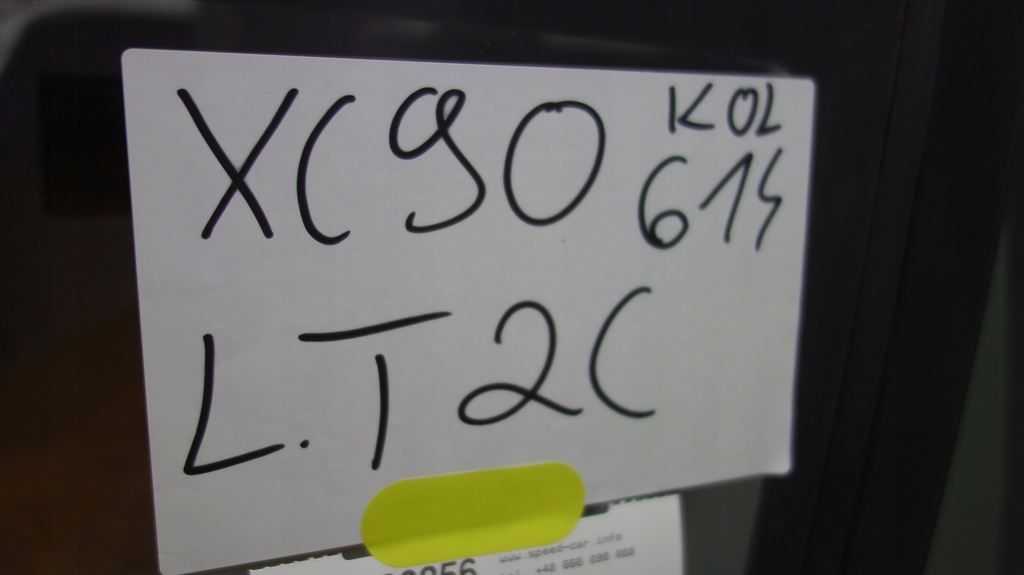 XC90 KOL
614
L.T2C
www.speed-car.info